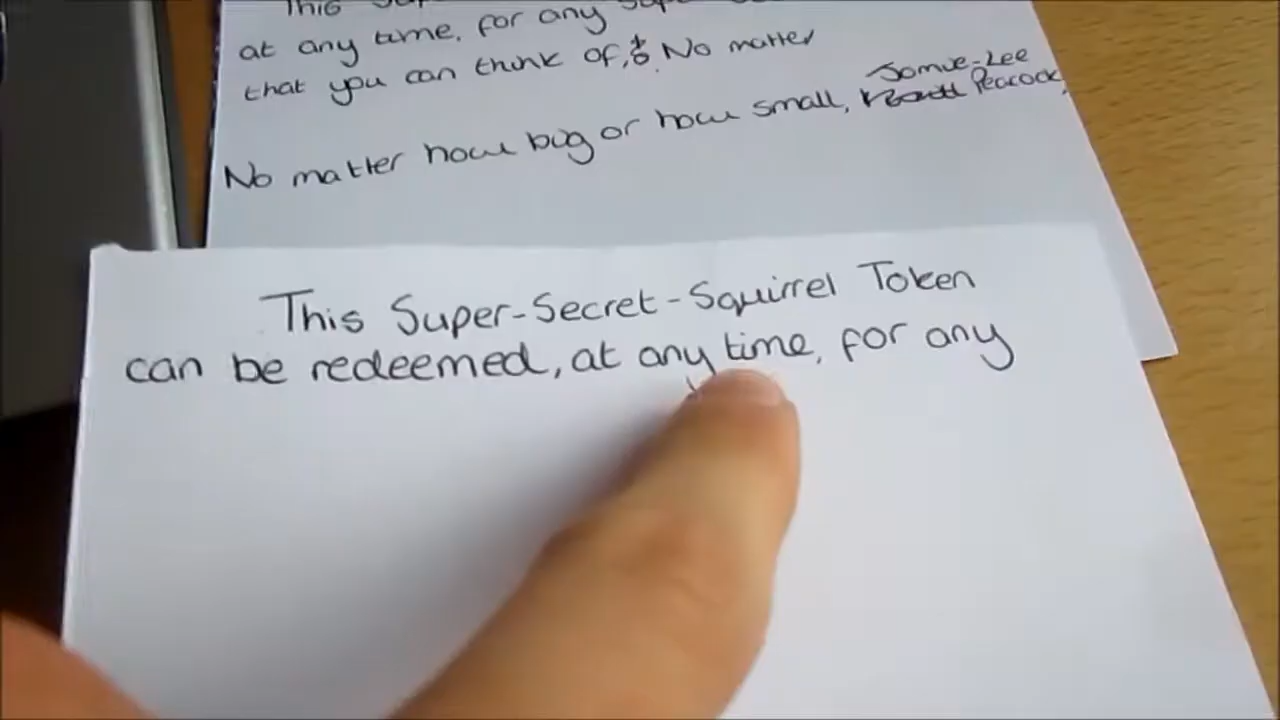 This
at any time, for any
that you can think of, & No matter
Jamie-Lee
No matter how big or how small, Peacock,
This Super-Secret-Squirrel Token
can be redeemed, at any time, for any